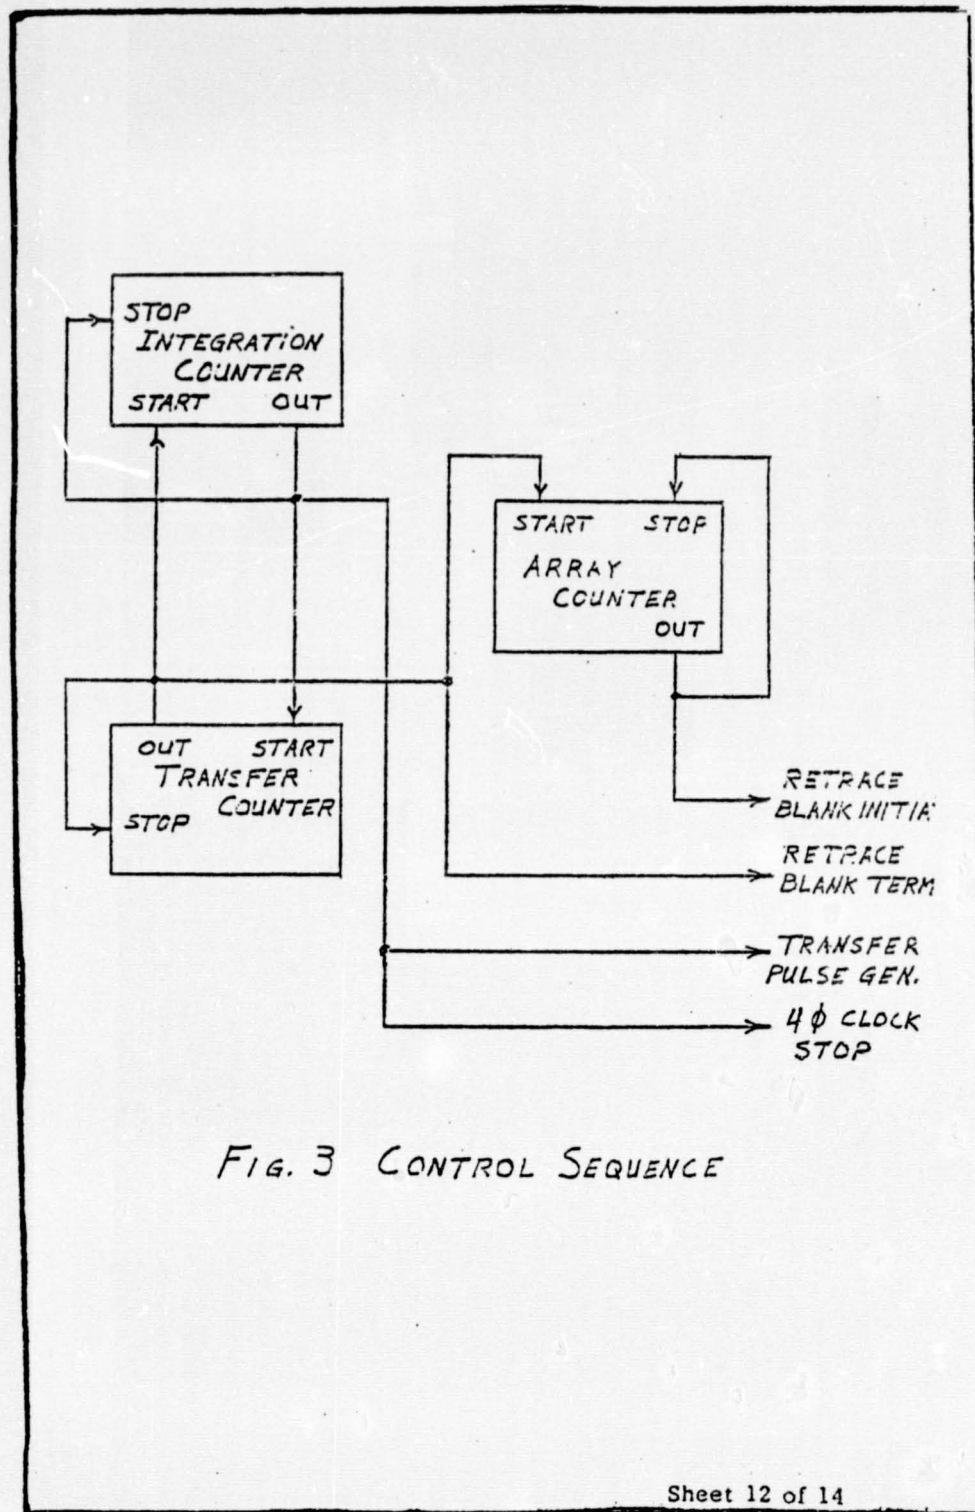 STOP
INTEGRATION
COUNTER
START OUT
START STOP
ARRAY
COUNTER
OUT
OUT START
TRANSFER
COUNTER
STOP
RETRACE
BLANK INITIA
RETRACE
BLANK TERM
TRANSFER
PULSE GEN.
4φ CLOCK
STOP
FIG. 3 CONTROL SEQUENCE
Sheet 12 of 14